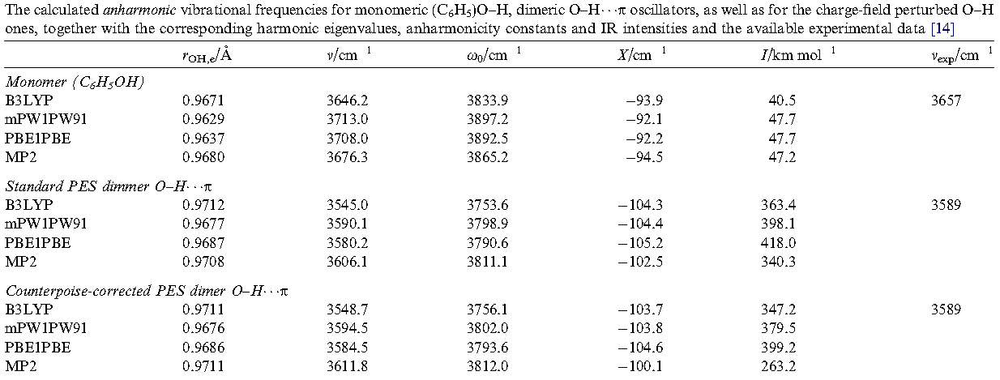 The calculated anharmonic vibrational frequencies for monomeric (C₆H₅)O–H, dimeric O–H···π oscillators, as well as for the charge-field perturbed O–H
ones, together with the corresponding harmonic eigenvalues, anharmonicity constants and IR intensities and the available experimental data [14]
r_OH,e/Å ν/cm⁻¹ ω₀/cm⁻¹ X/cm⁻¹ I/km mol⁻¹ ν_exp/cm⁻¹
Monomer (C₆H₅OH)
B3LYP 0.9671 3646.2 3833.9 −93.9 40.5 3657
mPW1PW91 0.9629 3713.0 3897.2 −92.1 47.7
PBE1PBE 0.9637 3708.0 3892.5 −92.2 47.7
MP2 0.9680 3676.3 3865.2 −94.5 47.2
Standard PES dimmer O–H···π
B3LYP 0.9712 3545.0 3753.6 −104.3 363.4 3589
mPW1PW91 0.9677 3590.1 3798.9 −104.4 398.1
PBE1PBE 0.9687 3580.2 3790.6 −105.2 418.0
MP2 0.9708 3606.1 3811.1 −102.5 340.3
Counterpoise-corrected PES dimer O–H···π
B3LYP 0.9711 3548.7 3756.1 −103.7 347.2 3589
mPW1PW91 0.9676 3594.5 3802.0 −103.8 379.5
PBE1PBE 0.9686 3584.5 3793.6 −104.6 399.2
MP2 0.9711 3611.8 3812.0 −100.1 263.2